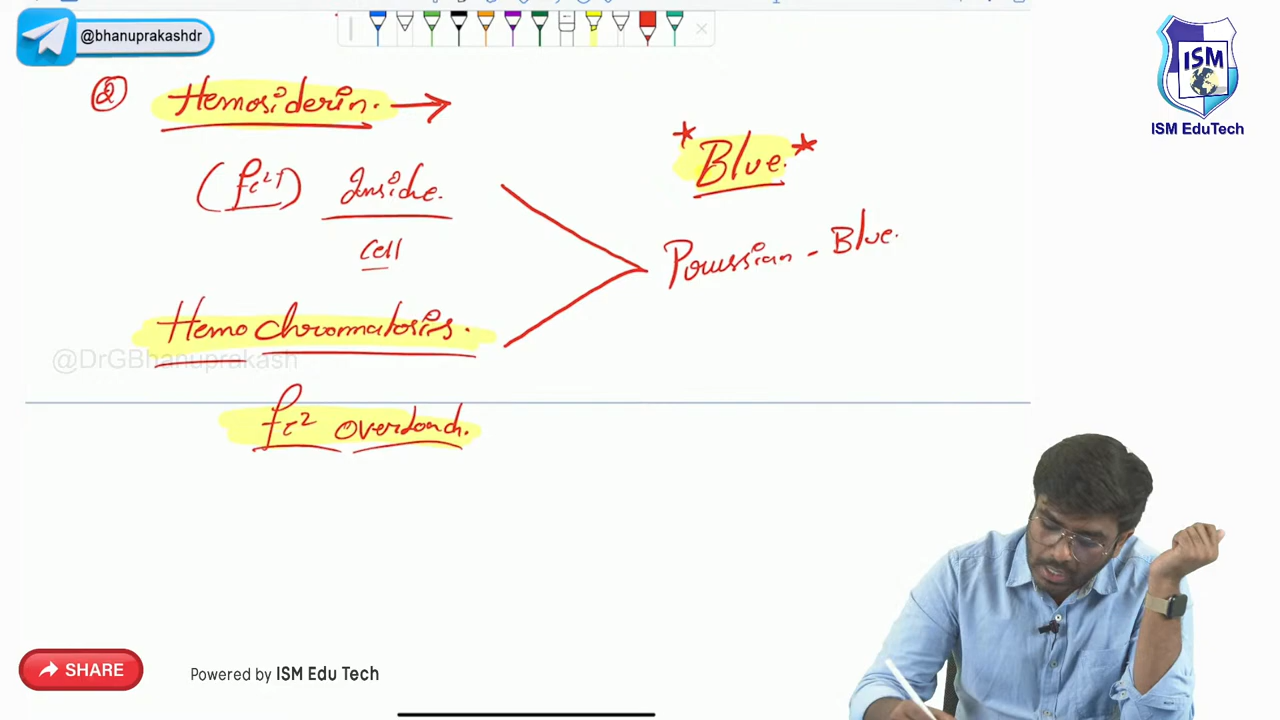 @bhanuprakashdr
ISM
ISM EduTech
② Hemosiderin. →
*Blue.*
(Fe²⁺) Inside.
cell
Prussian - Blue.
Hemochromatosis.
@DrGBhanuprakash
Fe² overload.
SHARE
Powered by ISM Edu Tech